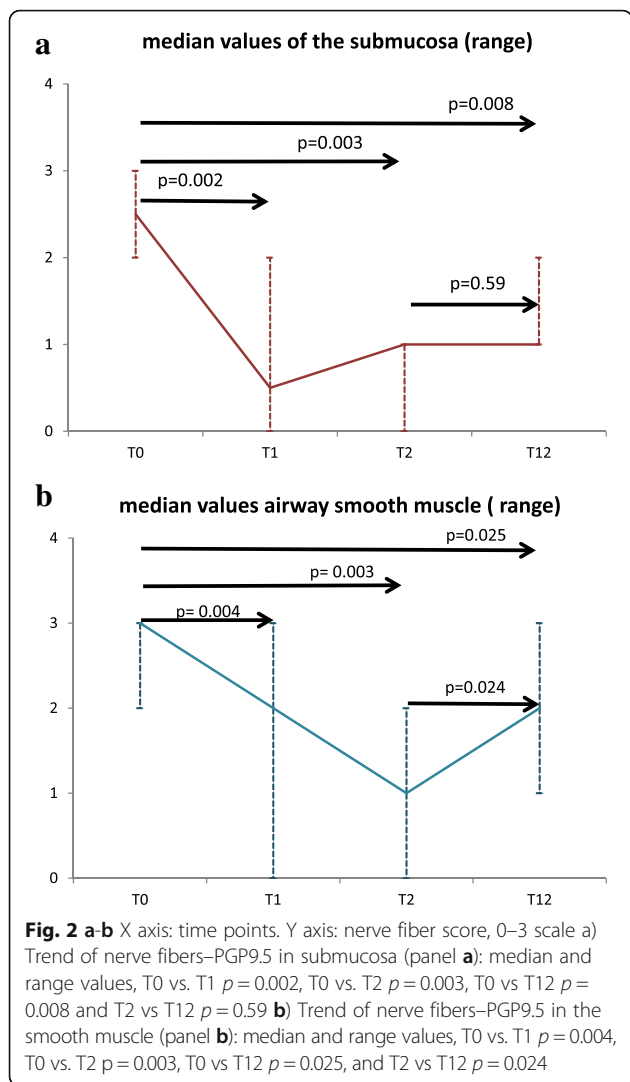 a
median values of the submucosa (range)
4
p=0.008
p=0.003
3
p=0.002
2
p=0.59
1
0
T0 T1 T2 T12
b
median values airway smooth muscle ( range)
4
p=0.025
p= 0.003
p= 0.004
3
p=0.024
2
1
0
T0 T1 T2 T12
Fig. 2 a-b X axis: time points. Y axis: nerve fiber score, 0–3 scale a)
Trend of nerve fibers–PGP9.5 in submucosa (panel a): median and
range values, T0 vs. T1 p = 0.002, T0 vs. T2 p = 0.003, T0 vs T12 p =
0.008 and T2 vs T12 p = 0.59 b) Trend of nerve fibers–PGP9.5 in the
smooth muscle (panel b): median and range values, T0 vs. T1 p = 0.004,
T0 vs. T2 p = 0.003, T0 vs T12 p = 0.025, and T2 vs T12 p = 0.024